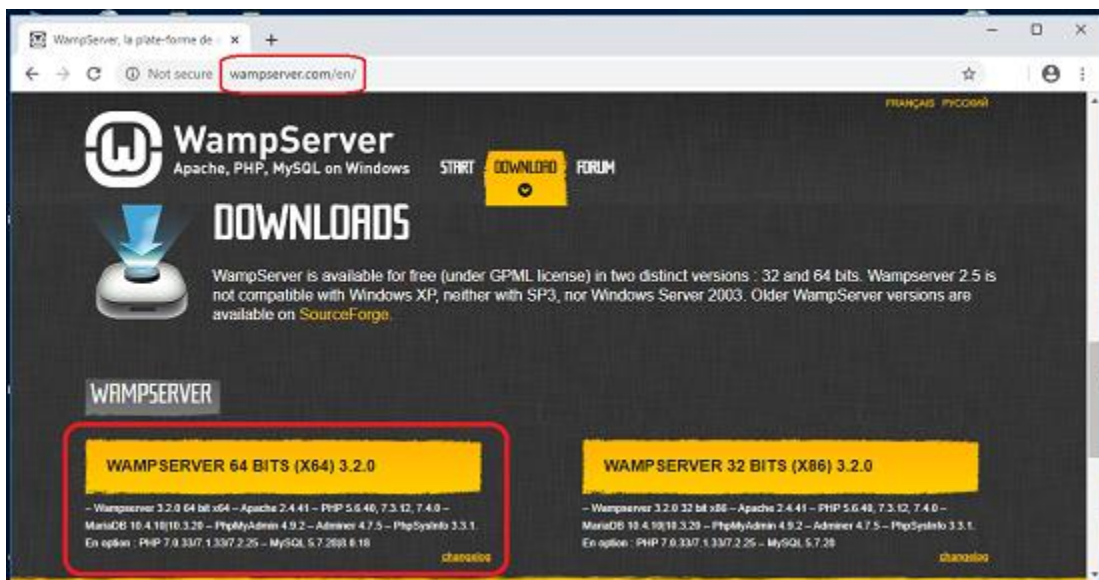 WampServer, la plate-forme de
Not secure
wampserver.com/en/
FRANÇAIS РУССКИЙ
WampServer
Apache, PHP, MySQL on Windows
START
DOWNLOAD
FORUM
DOWNLOADS
WampServer is available for free (under GPML license) in two distinct versions : 32 and 64 bits. Wampserver 2.5 is
not compatible with Windows XP, neither with SP3, nor Windows Server 2003. Older WampServer versions are
available on SourceForge.
WAMPSERVER
WAMPSERVER 64 BITS (X64) 3.2.0
– Wampserver 3.2.0 64 bit x64 – Apache 2.4.41 – PHP 5.6.40, 7.3.12, 7.4.0 –
MariaDB 10.4.10|10.3.20 – PhpMyAdmin 4.9.2 – Adminer 4.7.5 – PhpSysInfo 3.3.1.
En option : PHP 7.0.33/7.1.33/7.2.25 – MySQL 5.7.28|8.0.18
changelog
WAMPSERVER 32 BITS (X86) 3.2.0
– Wampserver 3.2.0 32 bit x86 – Apache 2.4.41 – PHP 5.6.40, 7.3.12, 7.4.0 –
MariaDB 10.4.10|10.3.20 – PhpMyAdmin 4.9.2 – Adminer 4.7.5 – PhpSysInfo 3.3.1.
En option : PHP 7.0.33/7.1.33/7.2.25 – MySQL 5.7.28
changelog